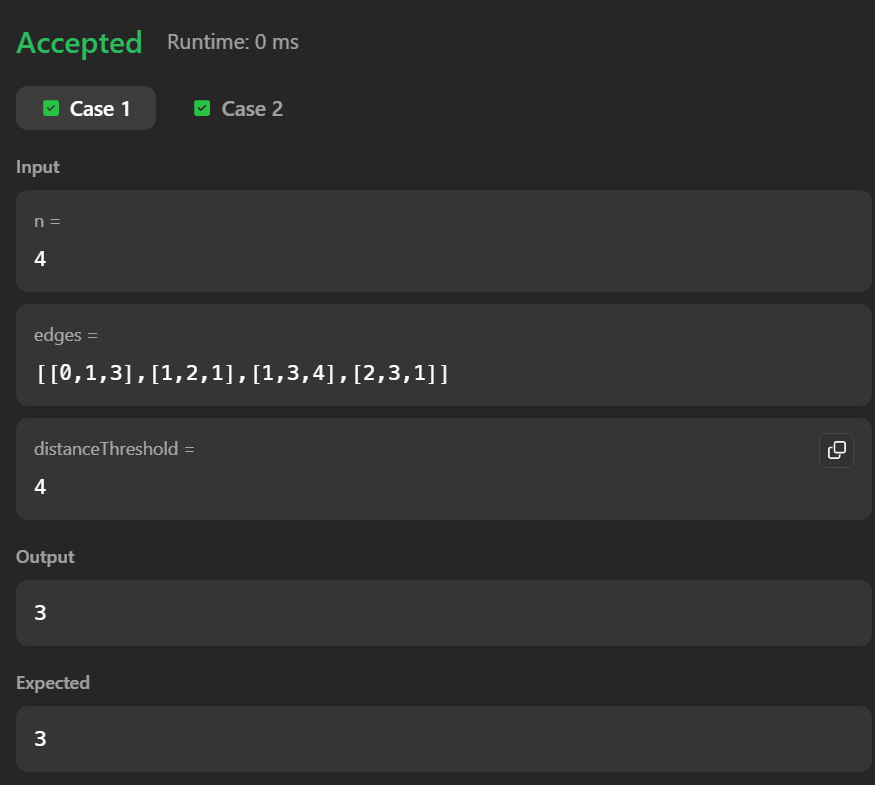 Accepted Runtime: 0 ms
Case 1 Case 2
Input
n =
4
edges =
[[0,1,3],[1,2,1],[1,3,4],[2,3,1]]
distanceThreshold =
4
Output
3
Expected
3